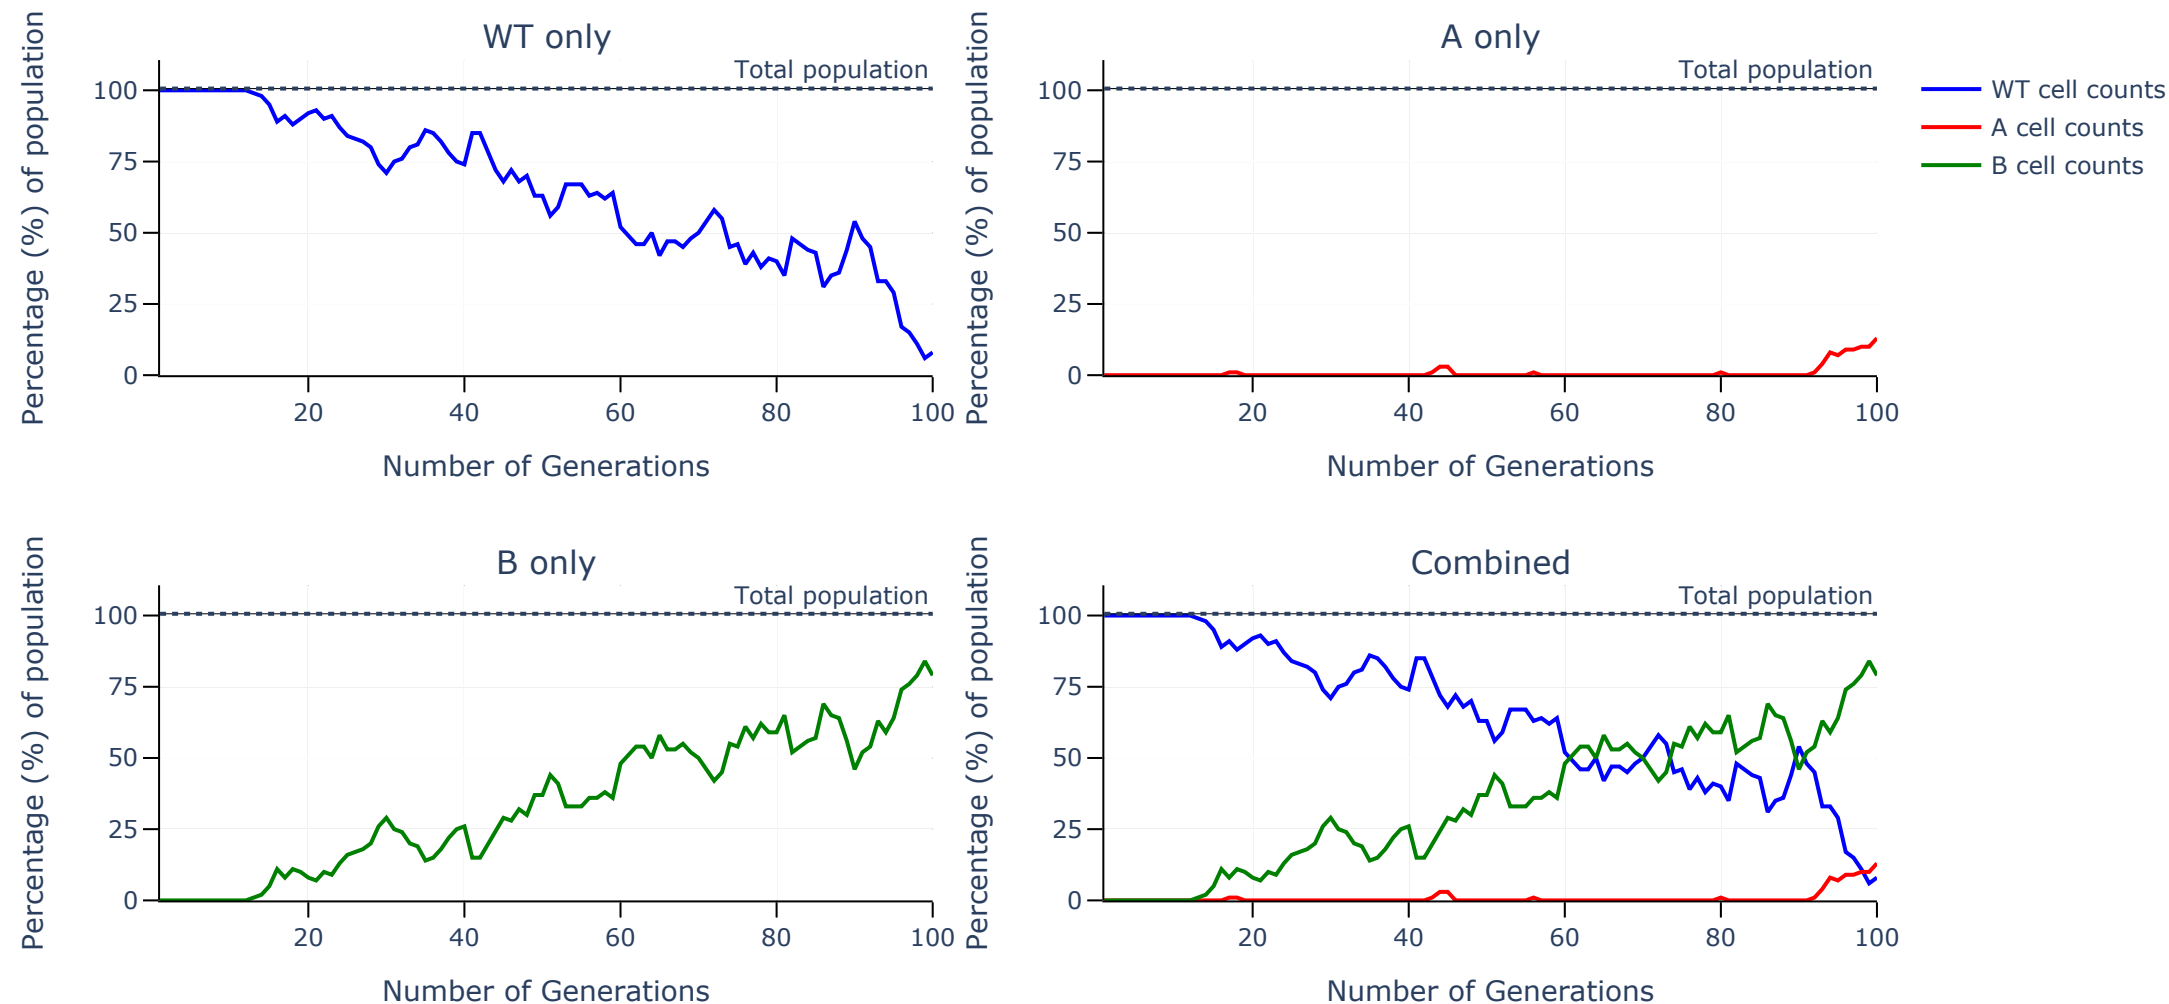 WT only
Total population
Percentage (%) of population
100
75
50
25
0
20
40
60
80
100
Number of Generations
A only
Total population
Percentage (%) of population
100
75
50
25
0
20
40
60
80
100
Number of Generations
WT cell counts
A cell counts
B cell counts
B only
Total population
Percentage (%) of population
100
75
50
25
0
20
40
60
80
100
Number of Generations
Combined
Total population
Percentage (%) of population
100
75
50
25
0
20
40
60
80
100
Number of Generations